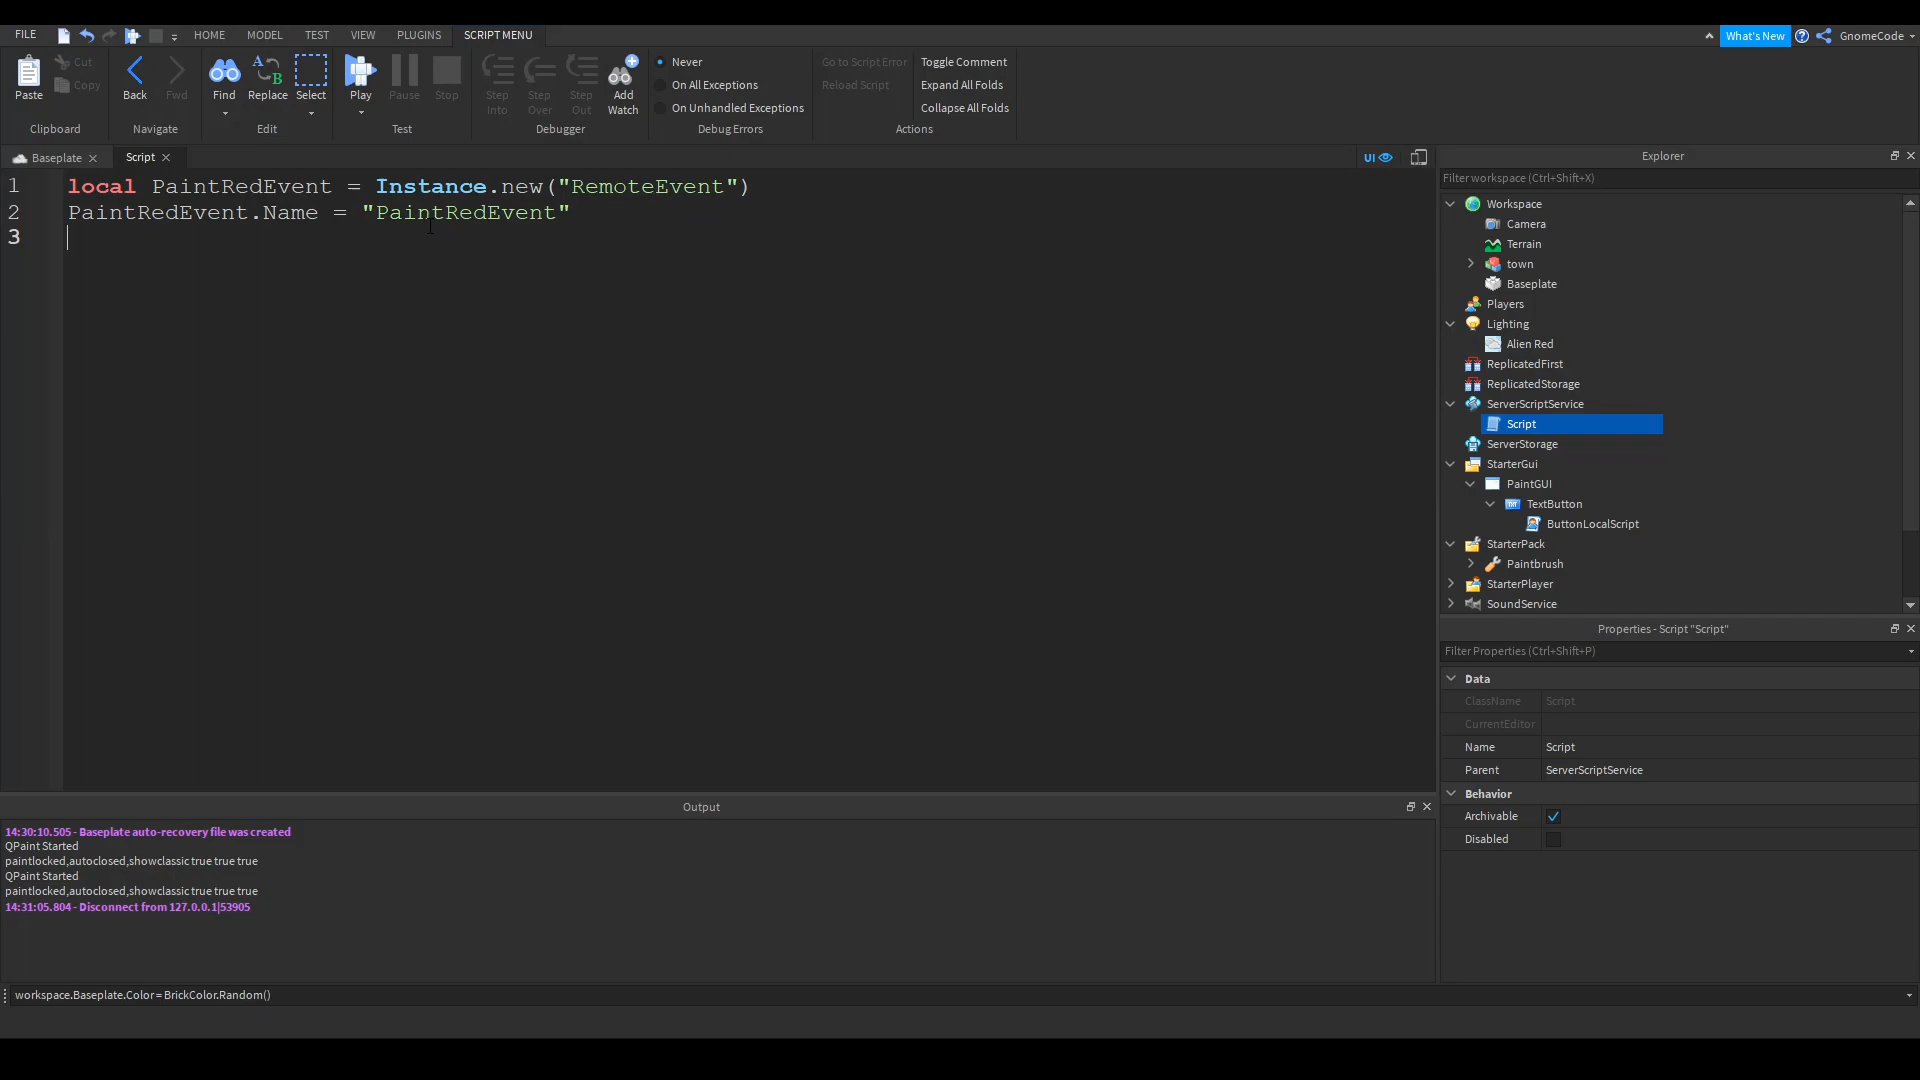 FILE HOME MODEL TEST VIEW PLUGINS SCRIPT MENU What's New GnomeCode
Paste Cut Copy Back Fwd Find Replace Select Play Pause Stop Step Into Step Over Step Out Add Watch
Never
On All Exceptions
On Unhandled Exceptions
Go to Script Error
Reload Script
Toggle Comment
Expand All Folds
Collapse All Folds
Clipboard Navigate Edit Test Debugger Debug Errors Actions
Baseplate Script UI
1 local PaintRedEvent = Instance.new("RemoteEvent")
2 PaintRedEvent.Name = "PaintRedEvent"
3
Explorer
Filter workspace (Ctrl+Shift+X)
Workspace
Camera
Terrain
town
Baseplate
Players
Lighting
Alien Red
ReplicatedFirst
ReplicatedStorage
ServerScriptService
Script
ServerStorage
StarterGui
PaintGUI
TXT TextButton
ButtonLocalScript
StarterPack
Paintbrush
StarterPlayer
SoundService
Properties - Script "Script"
Filter Properties (Ctrl+Shift+P)
Data
ClassName Script
CurrentEditor
Name Script
Parent ServerScriptService
Behavior
Archivable
Disabled
Output
14:30:10.505 - Baseplate auto-recovery file was created
QPaint Started
paintlocked,autoclosed,showclassic true true true
QPaint Started
paintlocked,autoclosed,showclassic true true true
14:31:05.804 - Disconnect from 127.0.0.1|53905
workspace.Baseplate.Color = BrickColor.Random()